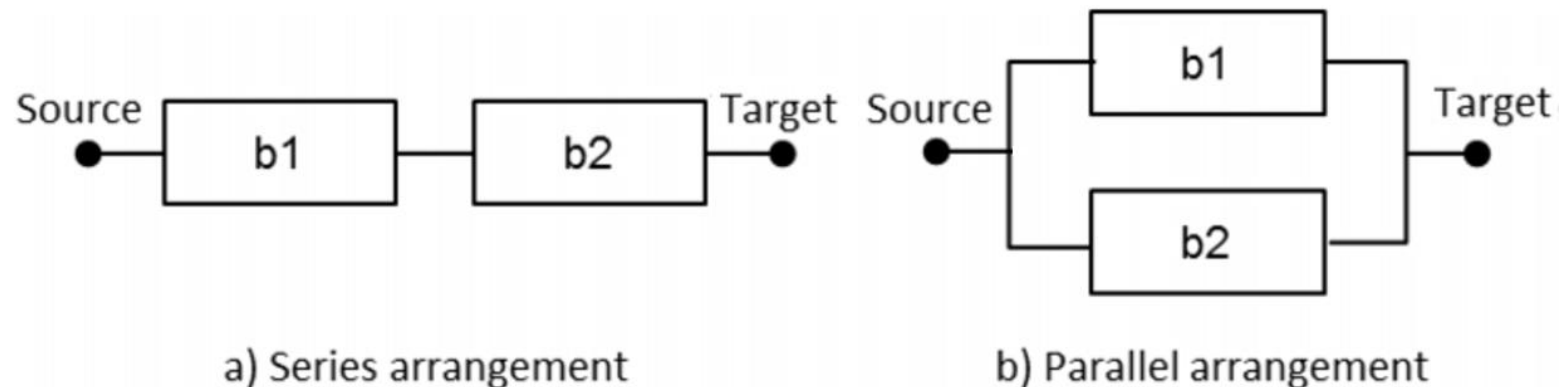 Source
b1
b2
Target
a) Series arrangement
Source
b1
b2
Target
b) Parallel arrangement